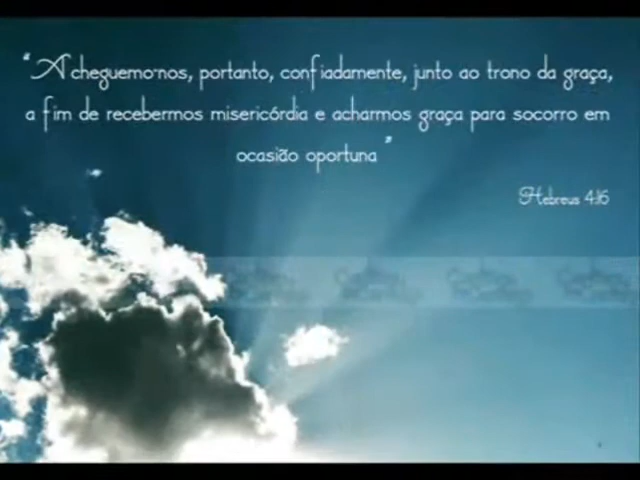 “Acheguemo-nos, portanto, confiadamente, junto ao trono da graça,
a fim de recebermos misericórdia e acharmos graça para socorro em
ocasião oportuna”
Hebreus 4:16